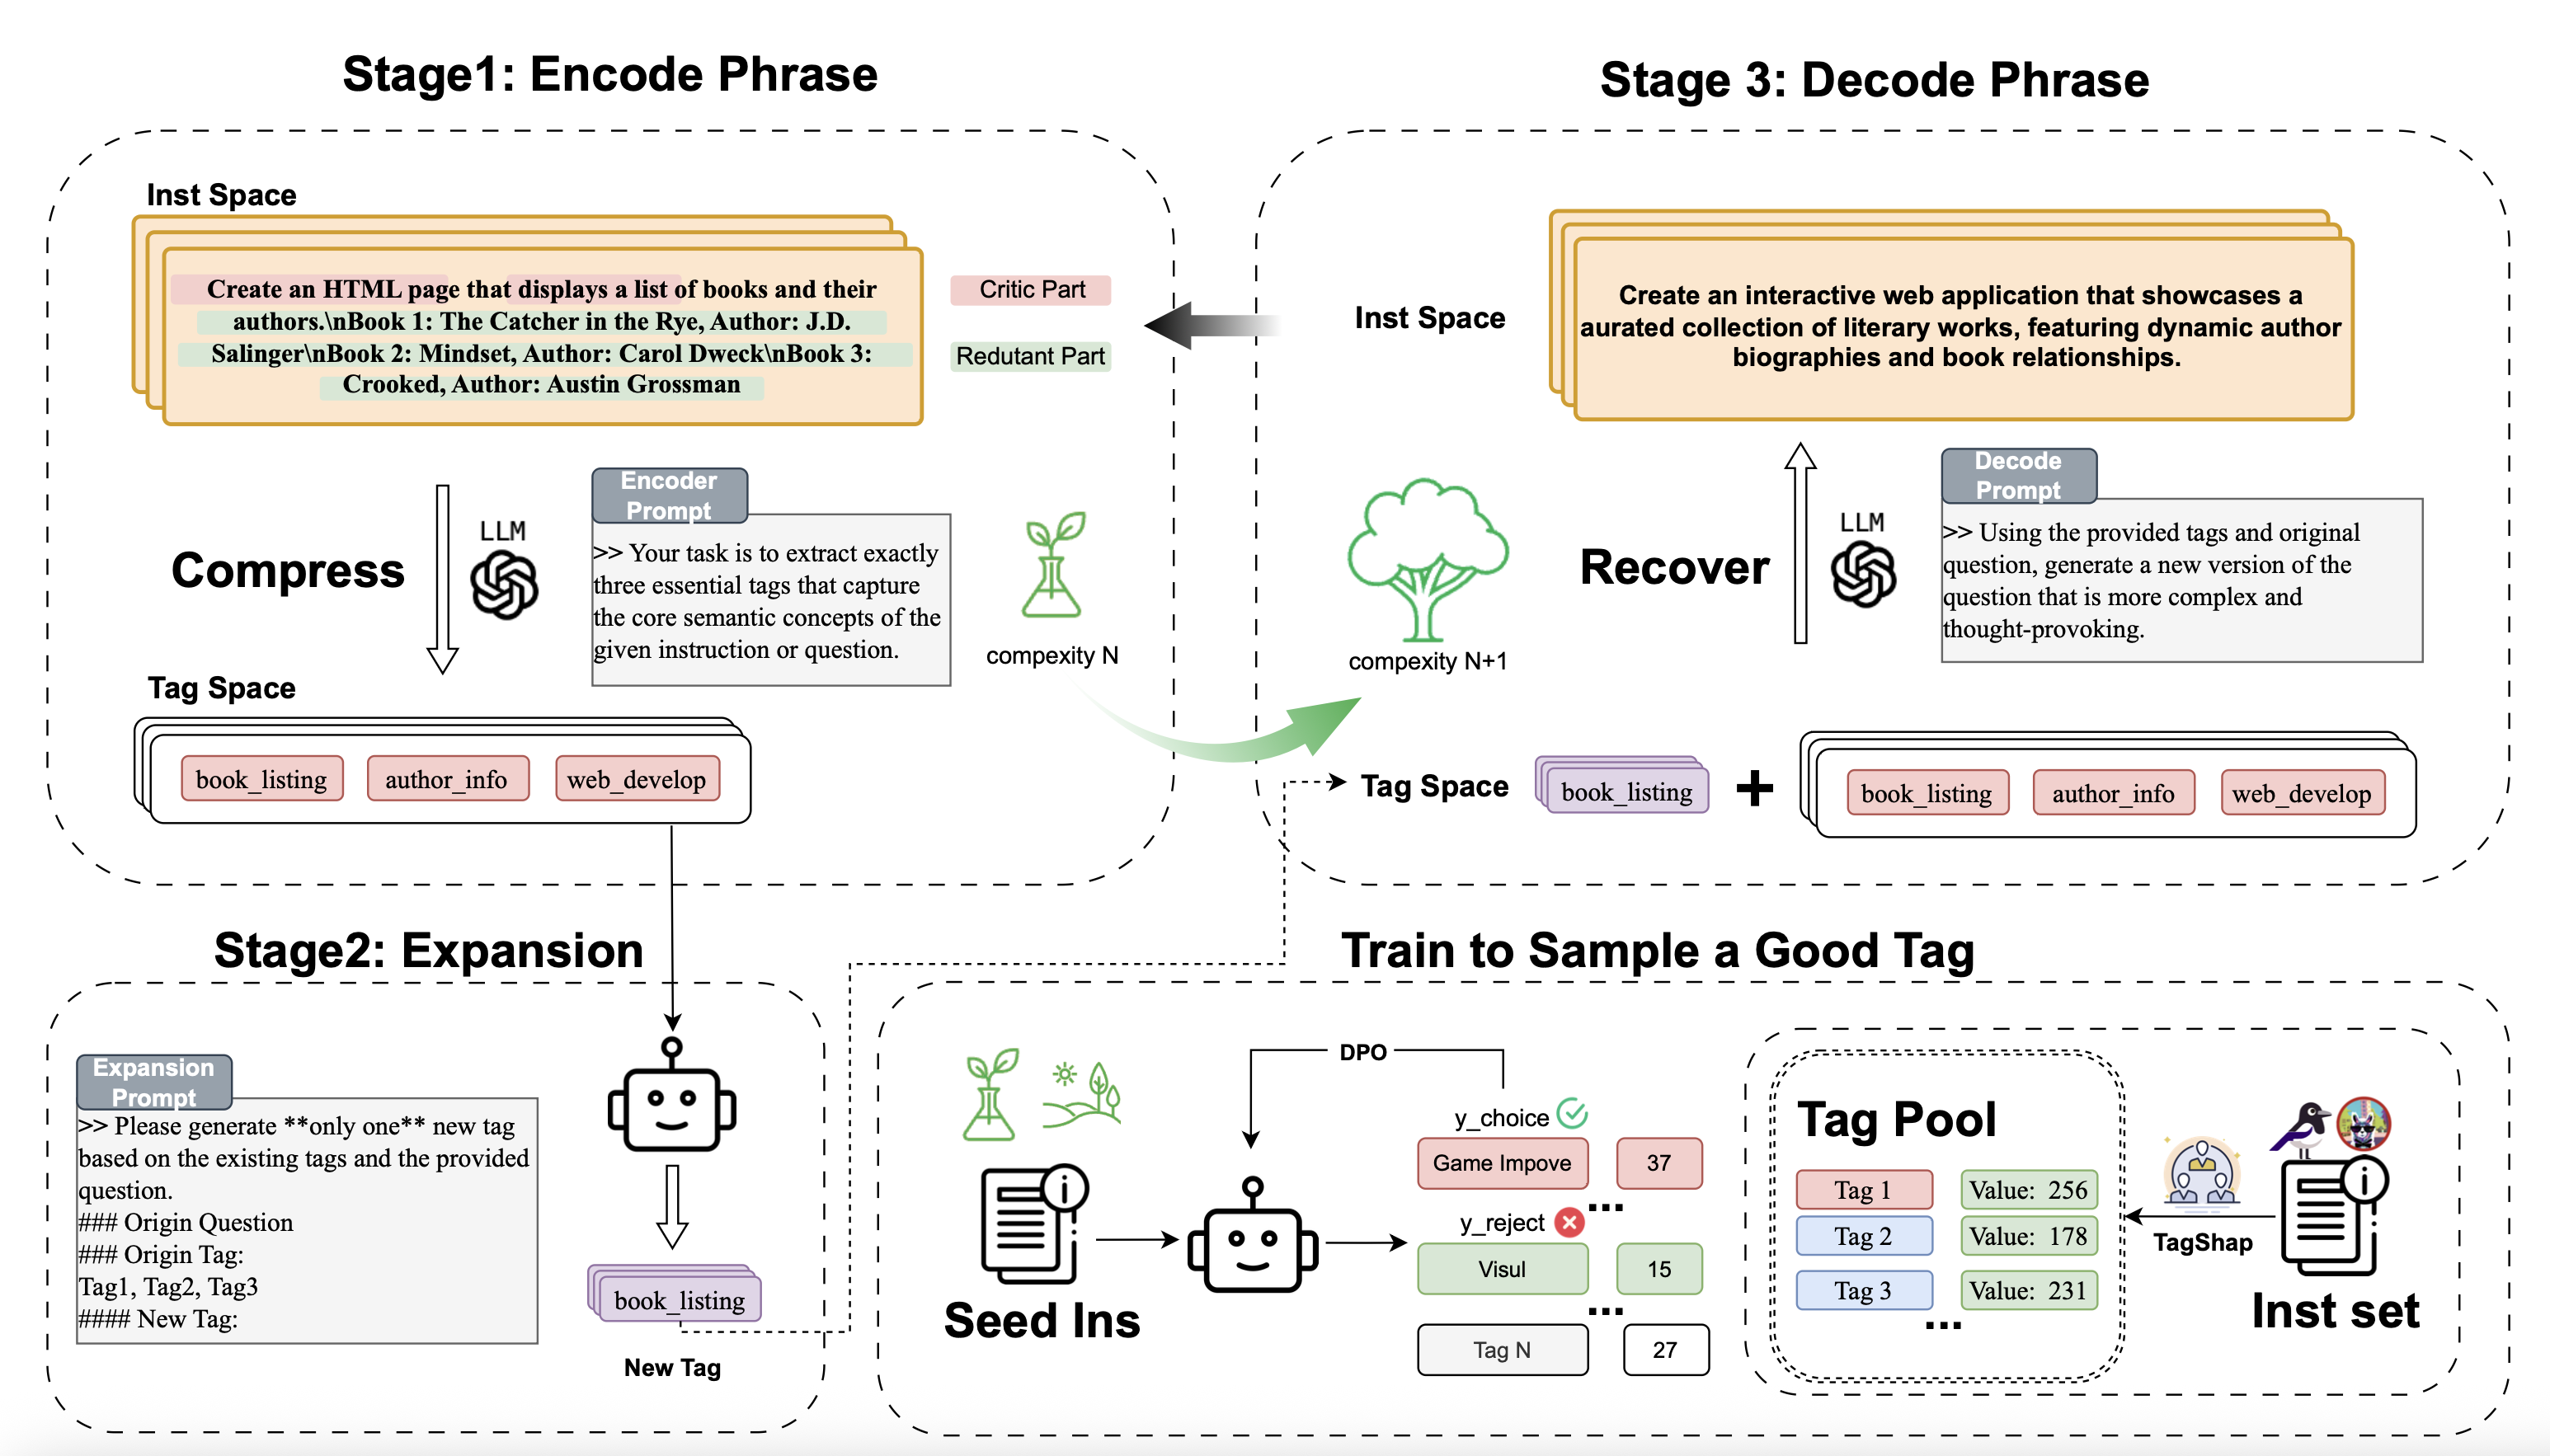 Stage1: Encode Phrase
Inst Space
Create an HTML page that displays a list of books and their
authors.\nBook 1: The Catcher in the Rye, Author: J.D.
Salinger\nBook 2: Mindset, Author: Carol Dweck\nBook 3:
Crooked, Author: Austin Grossman
Critic Part
Redutant Part
Compress
LLM
Encoder
Prompt
>> Your task is to extract exactly
three essential tags that capture
the core semantic concepts of the
given instruction or question.
compexity N
Tag Space
book_listing
author_info
web_develop
Stage2: Expansion
Expansion
Prompt
>> Please generate **only one** new tag
based on the existing tags and the provided
question.
### Origin Question
### Origin Tag:
Tag1, Tag2, Tag3
#### New Tag:
book_listing
New Tag
Stage 3: Decode Phrase
Inst Space
Create an interactive web application that showcases a
aurated collection of literary works, featuring dynamic author
biographies and book relationships.
compexity N+1
Recover
LLM
Decode
Prompt
>> Using the provided tags and original
question, generate a new version of the
question that is more complex and
thought-provoking.
Tag Space
book_listing
+
book_listing
author_info
web_develop
Train to Sample a Good Tag
Seed Ins
DPO
y_choice
Game Impove
37
...
y_reject
Visul
15
...
Tag N
27
Tag Pool
Tag 1
Value: 256
Tag 2
Value: 178
Tag 3
Value: 231
...
TagShap
Inst set